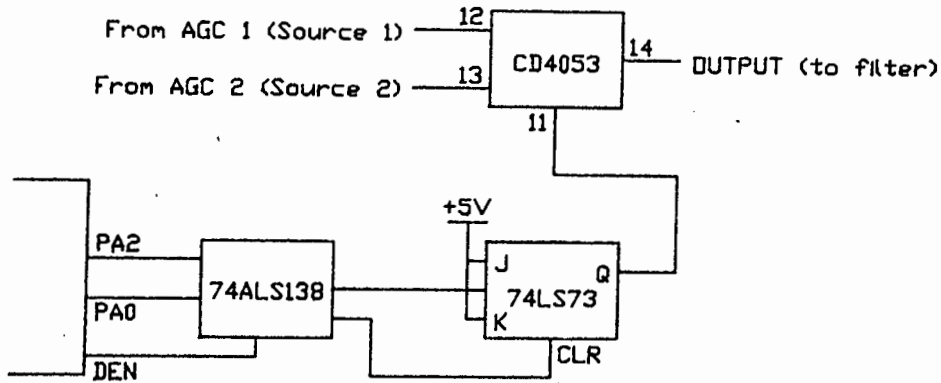 12
From AGC 1 (Source 1)
CD4053
14
OUTPUT (to filter)
13
From AGC 2 (Source 2)
11
+5V
PA2
J
Q
74ALS138
74LS73
PA0
K
CLR
DEN